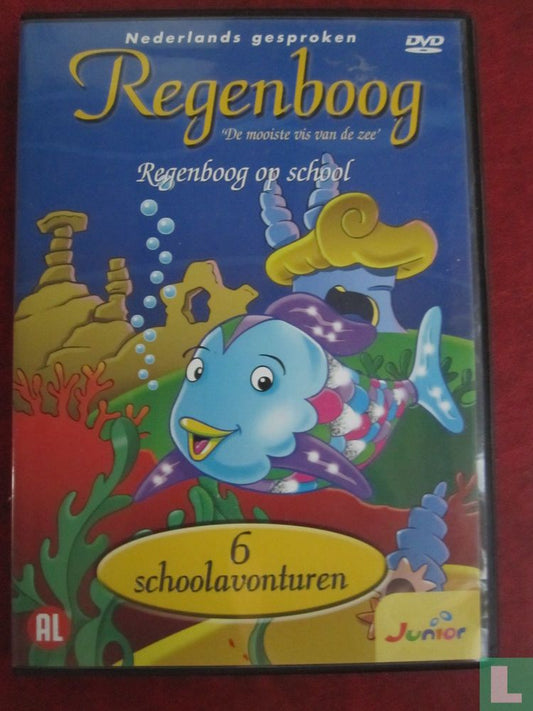 Nederlands gesproken
DVD
Regenboog
'De mooiste vis van de zee'
Regenboog op school
6
schoolavonturen
AL
Junior
L